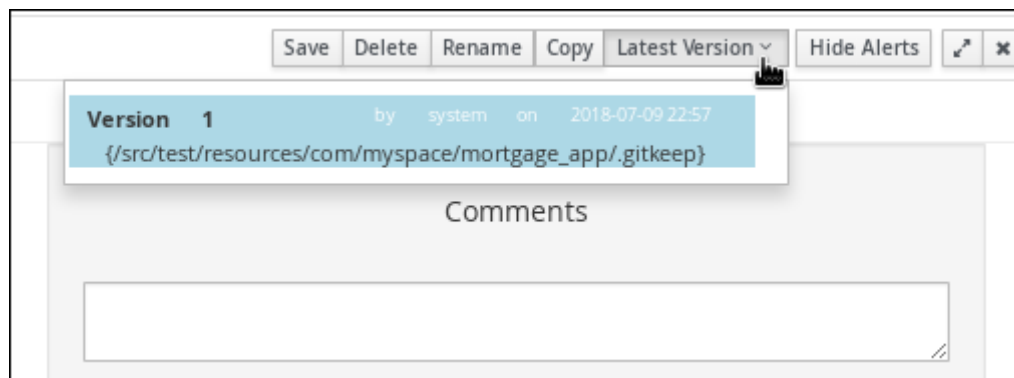 Save Delete Rename Copy Latest Version Hide Alerts
Version 1 by system on 2018-07-09 22:57
{/src/test/resources/com/myspace/mortgage_app/.gitkeep}
Comments